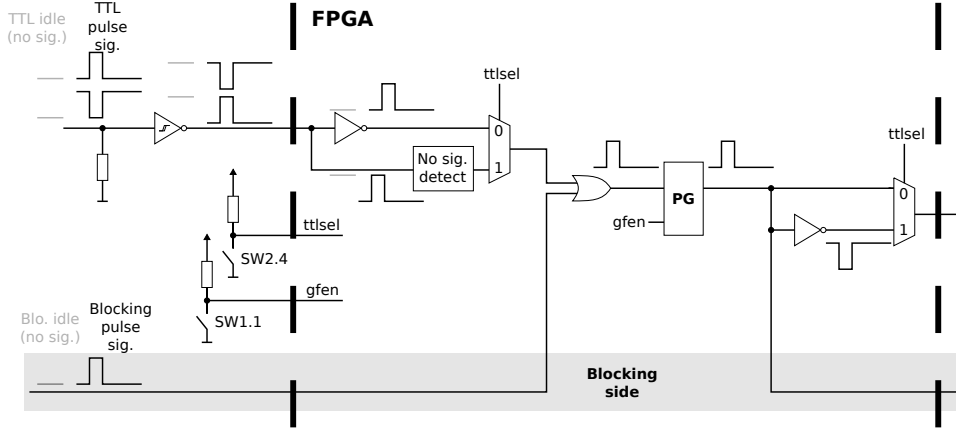 TTL idle
(no sig.)
TTL
pulse
sig.
FPGA
ttlsel
0
1
No sig.
detect
ttlsel
0
1
PG
gfen
ttlsel
SW2.4
gfen
SW1.1
Blo. idle
(no sig.)
Blocking
pulse
sig.
Blocking
side